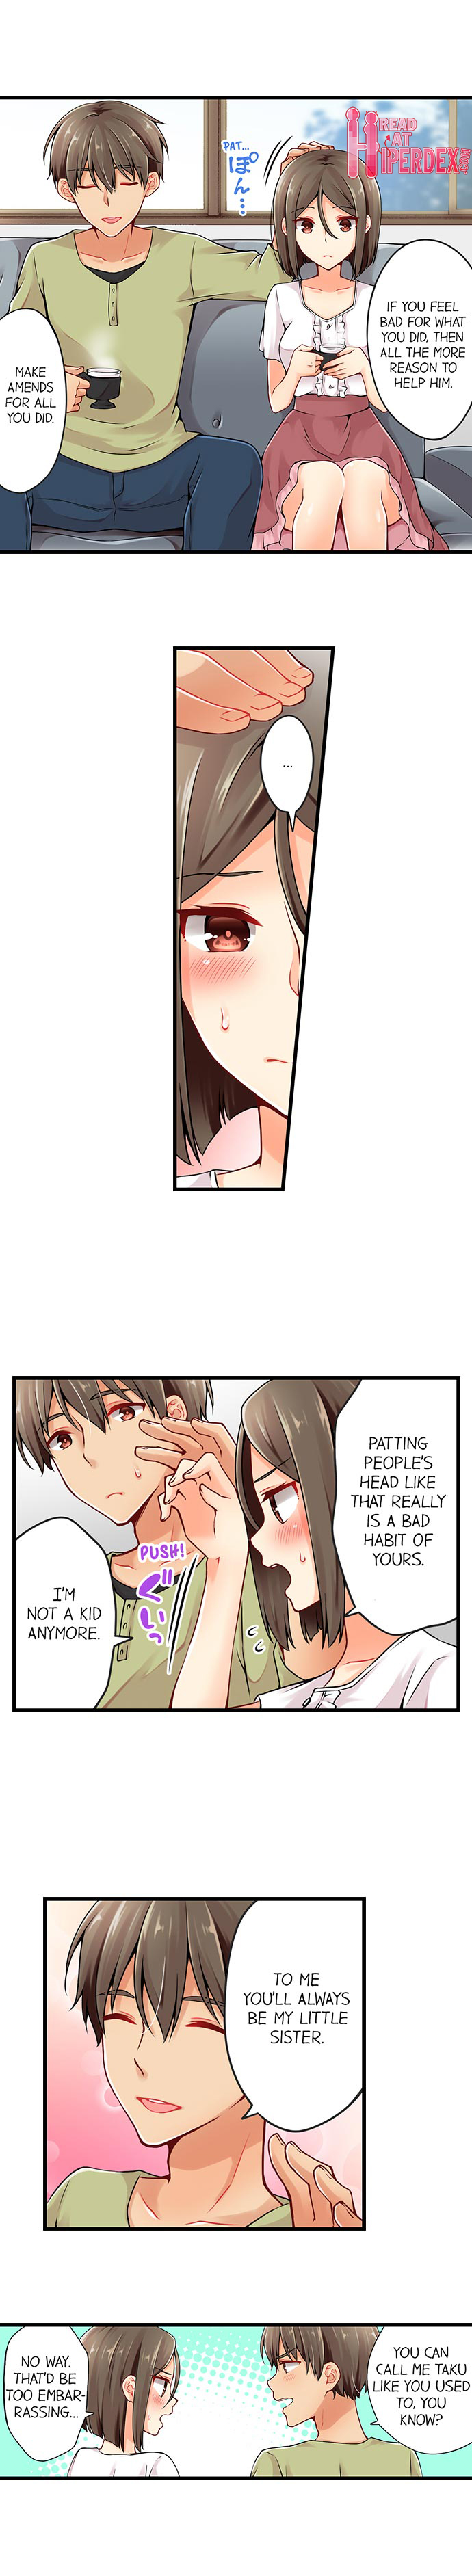 READ
AT
HIPERDEX
PAT...
ぽん…
IF YOU FEEL
BAD FOR WHAT
YOU DID, THEN
ALL THE MORE
REASON TO
HELP HIM.
MAKE
AMENDS
FOR ALL
YOU DID.
...
PATTING
PEOPLE'S
HEAD LIKE
THAT REALLY
IS A BAD
HABIT OF
YOURS.
PUSH!
ぐいっ
I'M
NOT A KID
ANYMORE.
TO ME
YOU'LL ALWAYS
BE MY LITTLE
SISTER.
YOU CAN
CALL ME TAKU
LIKE YOU USED
TO, YOU
KNOW?
NO WAY.
THAT'D BE
TOO EMBAR-
RASSING...